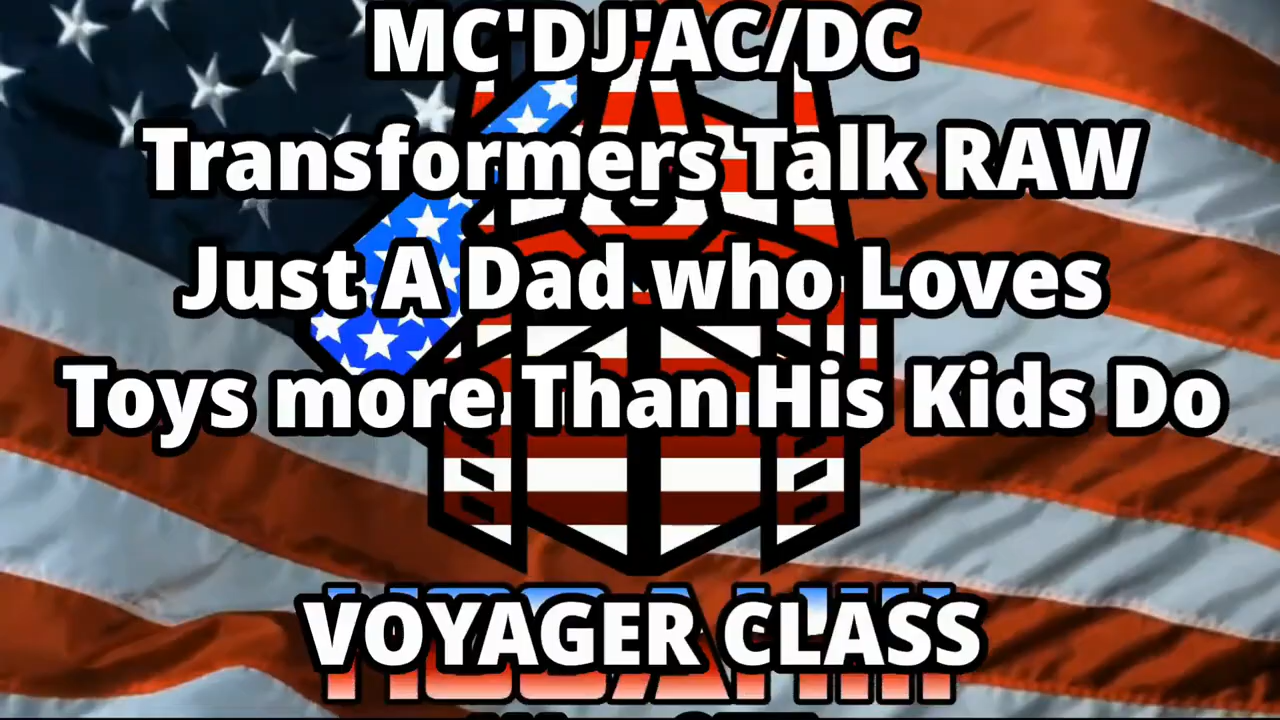 MC'DJ'AC/DC
Transformers Talk RAW
Just A Dad who Loves
Toys more Than His Kids Do
VOYAGER CLASS